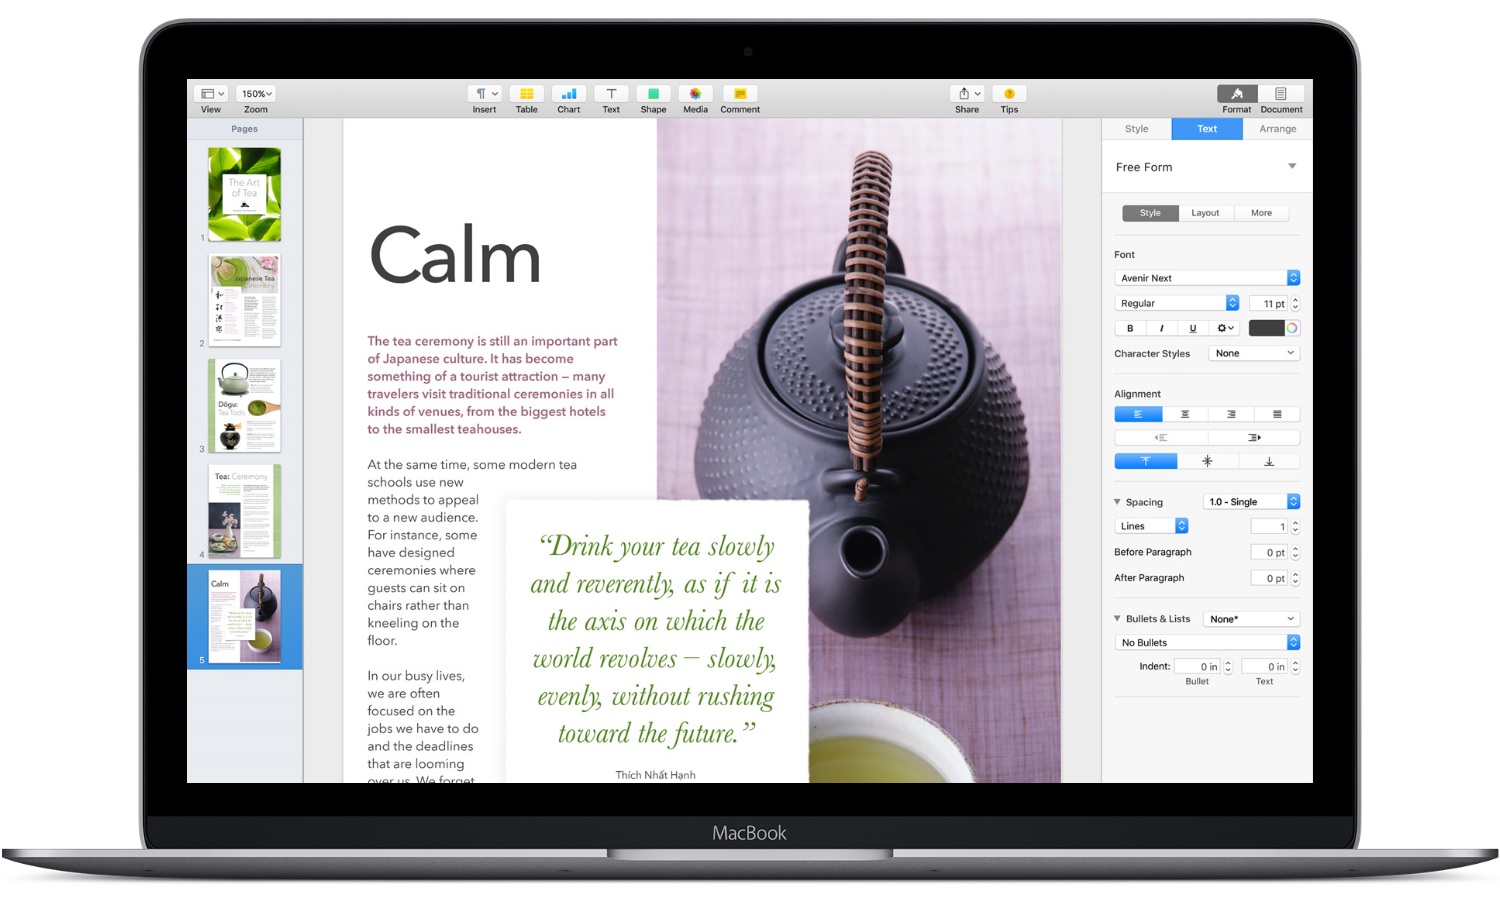 View
150%
Zoom
Insert
Table
Chart
Text
Shape
Media
Comment
Share
Tips
Format
Document
Pages
The Art
of Tea
1
Japanese Tea
Ceremony
2
Dōgu:
Tea Tools
3
Tea: Ceremony
4
Calm
5
Calm
The tea ceremony is still an important part
of Japanese culture. It has become
something of a tourist attraction – many
travelers visit traditional ceremonies in all
kinds of venues, from the biggest hotels
to the smallest teahouses.
At the same time, some modern tea
schools use new
methods to appeal
to a new audience.
For instance, some
have designed
ceremonies where
guests can sit on
chairs rather than
kneeling on the
floor.
In our busy lives,
we are often
focused on the
jobs we have to do
and the deadlines
that are looming
over us. We forget
“Drink your tea slowly
and reverently, as if it is
the axis on which the
world revolves – slowly,
evenly, without rushing
toward the future.”
Thích Nhất Hạnh
Style
Text
Arrange
Free Form
Style
Layout
More
Font
Avenir Next
Regular
11 pt
B
I
U
Character Styles
None
Alignment
Spacing
1.0 - Single
Lines
1
Before Paragraph
0 pt
After Paragraph
0 pt
Bullets & Lists
None*
No Bullets
Indent:
0 in
0 in
Bullet
Text
MacBook